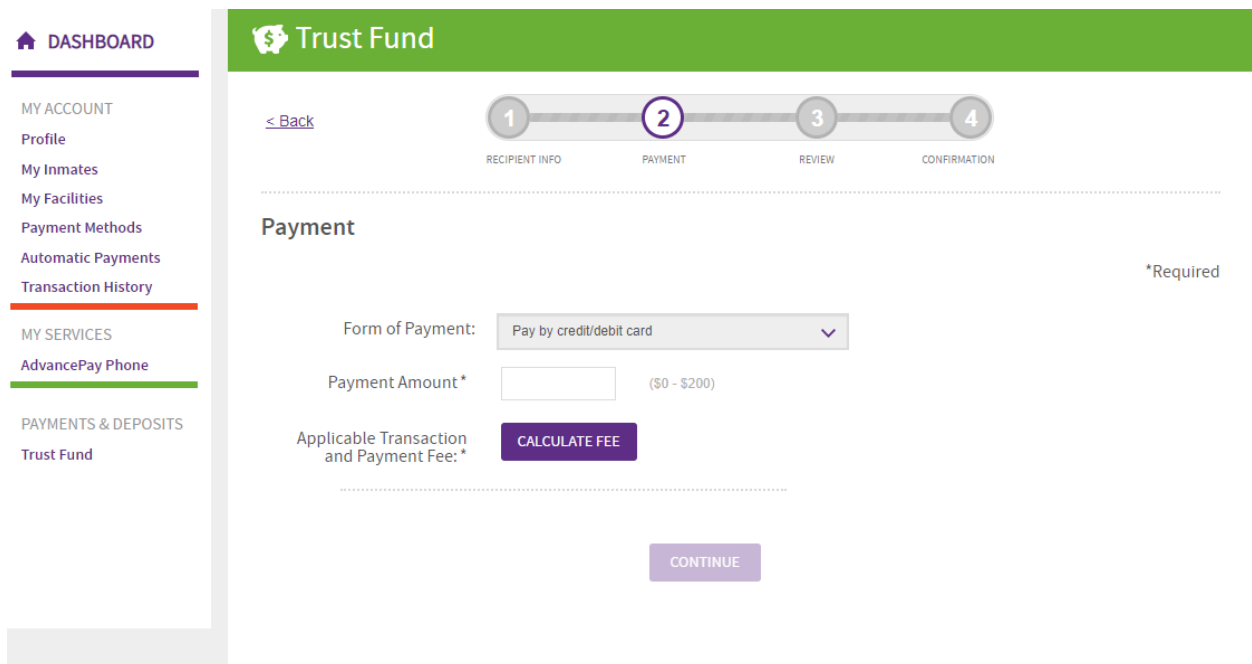 DASHBOARD
MY ACCOUNT
Profile
My Inmates
My Facilities
Payment Methods
Automatic Payments
Transaction History
MY SERVICES
AdvancePay Phone
PAYMENTS & DEPOSITS
Trust Fund
$ Trust Fund
< Back
1 2 3 4
RECIPIENT INFO PAYMENT REVIEW CONFIRMATION
Payment
*Required
Form of Payment: Pay by credit/debit card
Payment Amount* ($0 - $200)
Applicable Transaction
and Payment Fee:* CALCULATE FEE
CONTINUE